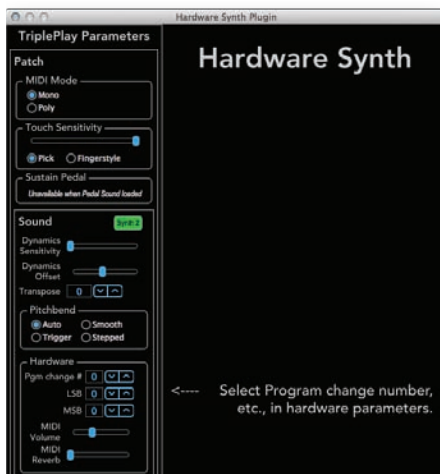 Hardware Synth Plugin
TriplePlay Parameters
Patch
MIDI Mode
Mono
Poly
Touch Sensitivity
Pick Fingerstyle
Sustain Pedal
Unavailable when Pedal Sound loaded
Sound Synth 2
Dynamics
Sensitivity
Dynamics
Offset
Transpose 0
Pitchbend
Auto Smooth
Trigger Stepped
Hardware
Pgm change # 0
LSB 0
MSB 0
MIDI
Volume
MIDI
Reverb
Hardware Synth
<---- Select Program change number,
etc., in hardware parameters.